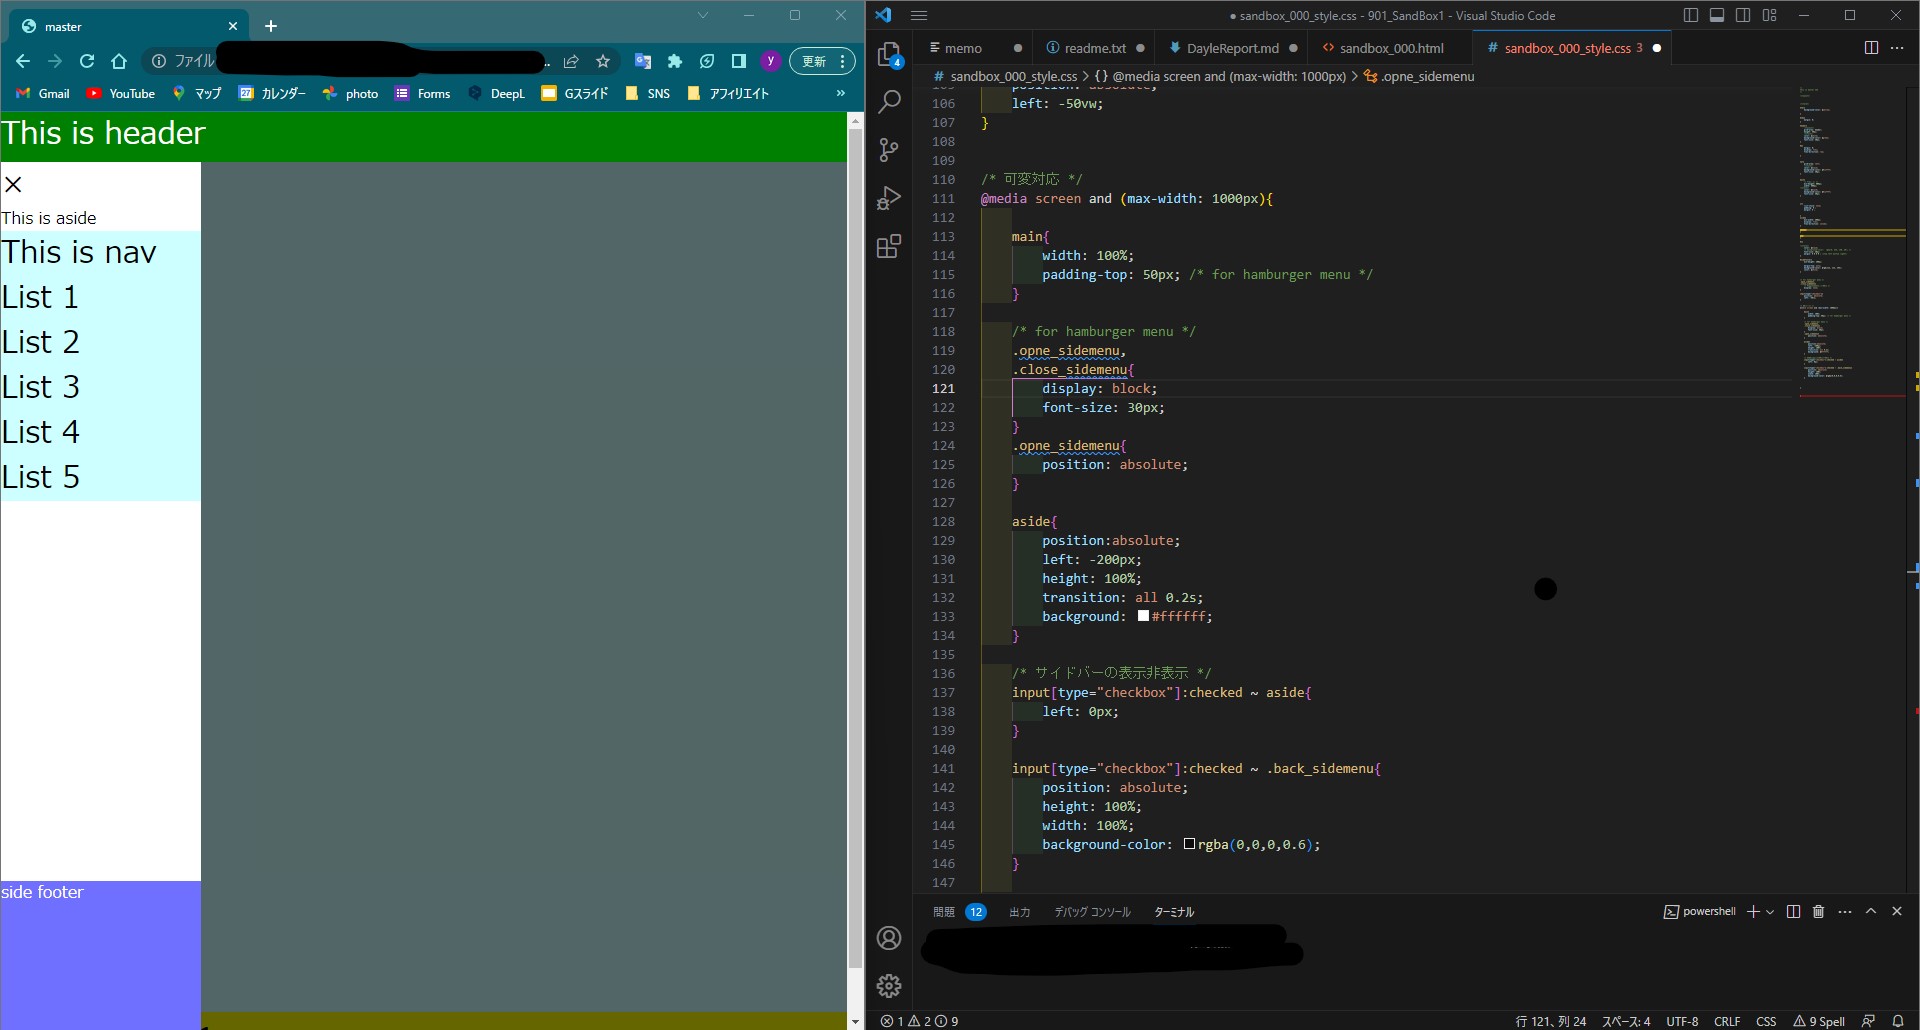 master
ファイル
更新
Gmail YouTube マップ カレンダー photo Forms DeepL Gスライド SNS アフィリエイト »
This is header
×
This is aside
This is nav
List 1
List 2
List 3
List 4
List 5
side footer
● sandbox_000_style.css - 901_SandBox1 - Visual Studio Code
memo ● readme.txt ● DayleReport.md ● sandbox_000.html # sandbox_000_style.css 3 ●
# sandbox_000_style.css > {} @media screen and (max-width: 1000px) > .opne_sidemenu
4
105 position: absolute;
106 left: -50vw;
107 }
108
109
110 /* 可変対応 */
111 @media screen and (max-width: 1000px){
112
113 main{
114 width: 100%;
115 padding-top: 50px; /* for hamburger menu */
116 }
117
118 /* for hamburger menu */
119 .opne_sidemenu,
120 .close_sidemenu{
121 display: block;
122 font-size: 30px;
123 }
124 .opne_sidemenu{
125 position: absolute;
126 }
127
128 aside{
129 position:absolute;
130 left: -200px;
131 height: 100%;
132 transition: all 0.2s;
133 background: #ffffff;
134 }
135
136 /* サイドバーの表示非表示 */
137 input[type="checkbox"]:checked ~ aside{
138 left: 0px;
139 }
140
141 input[type="checkbox"]:checked ~ .back_sidemenu{
142 position: absolute;
143 height: 100%;
144 width: 100%;
145 background-color: rgba(0,0,0,0.6);
146 }
147
問題 12 出力 デバッグ コンソール ターミナル powershell
1 2 9 行 121、列 24 スペース: 4 UTF-8 CRLF CSS 9 Spell